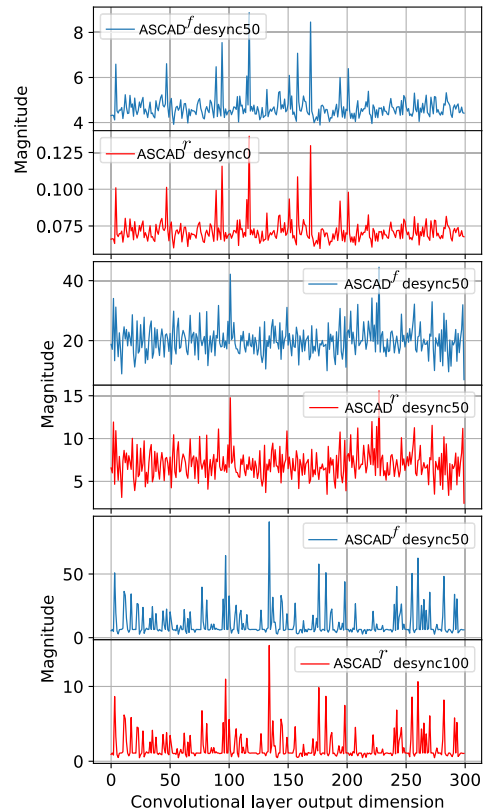 8
6
4
ASCAD^f desync50
0.125
0.100
0.075
ASCAD^r desync0
Magnitude
40
20
ASCAD^f desync50
15
10
5
ASCAD^r desync50
Magnitude
50
0
ASCAD^f desync50
10
0
ASCAD^r desync100
Magnitude
0 50 100 150 200 250 300
Convolutional layer output dimension